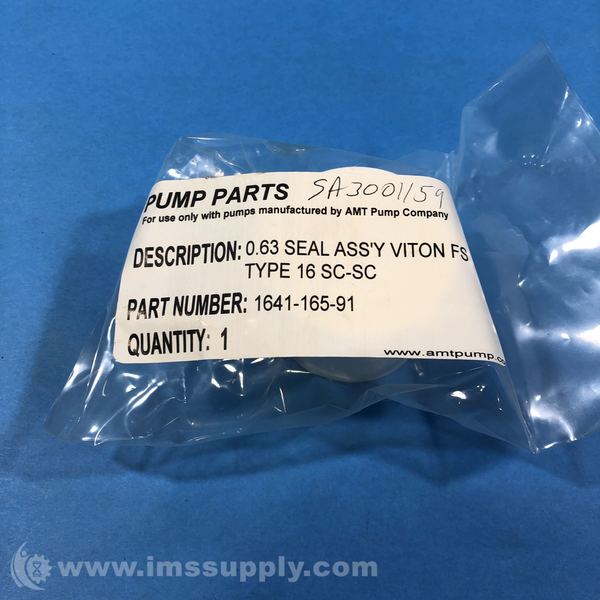 PUMP PARTS SA3001159
For use only with pumps manufactured by AMT Pump Company
DESCRIPTION: 0.63 SEAL ASS'Y VITON FS
TYPE 16 SC-SC
PART NUMBER: 1641-165-91
QUANTITY: 1
www.amtpump.co
www.imssupply.com